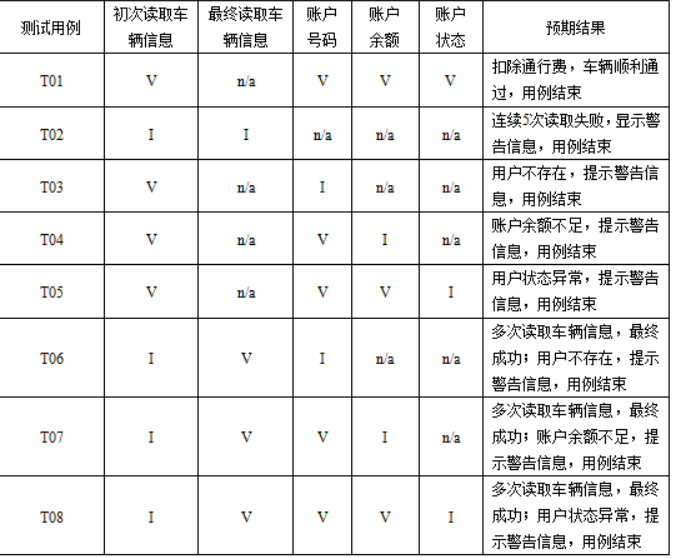 测试用例 初次读取车辆信息 最终读取车辆信息 账户号码 账户余额 账户状态 预期结果
T01 V n/a V V V 扣除通行费，车辆顺利通过，用例结束
T02 I I n/a n/a n/a 连续5次读取失败，显示警告信息，用例结束
T03 V n/a I n/a n/a 用户不存在，提示警告信息，用例结束
T04 V n/a V I n/a 账户余额不足，提示警告信息，用例结束
T05 V n/a V V I 用户状态异常，提示警告信息，用例结束
T06 I V I n/a n/a 多次读取车辆信息，最终成功；用户不存在，提示警告信息，用例结束
T07 I V V I n/a 多次读取车辆信息，最终成功；账户余额不足，提示警告信息，用例结束
T08 I V V V I 多次读取车辆信息，最终成功；用户状态异常，提示警告信息，用例结束